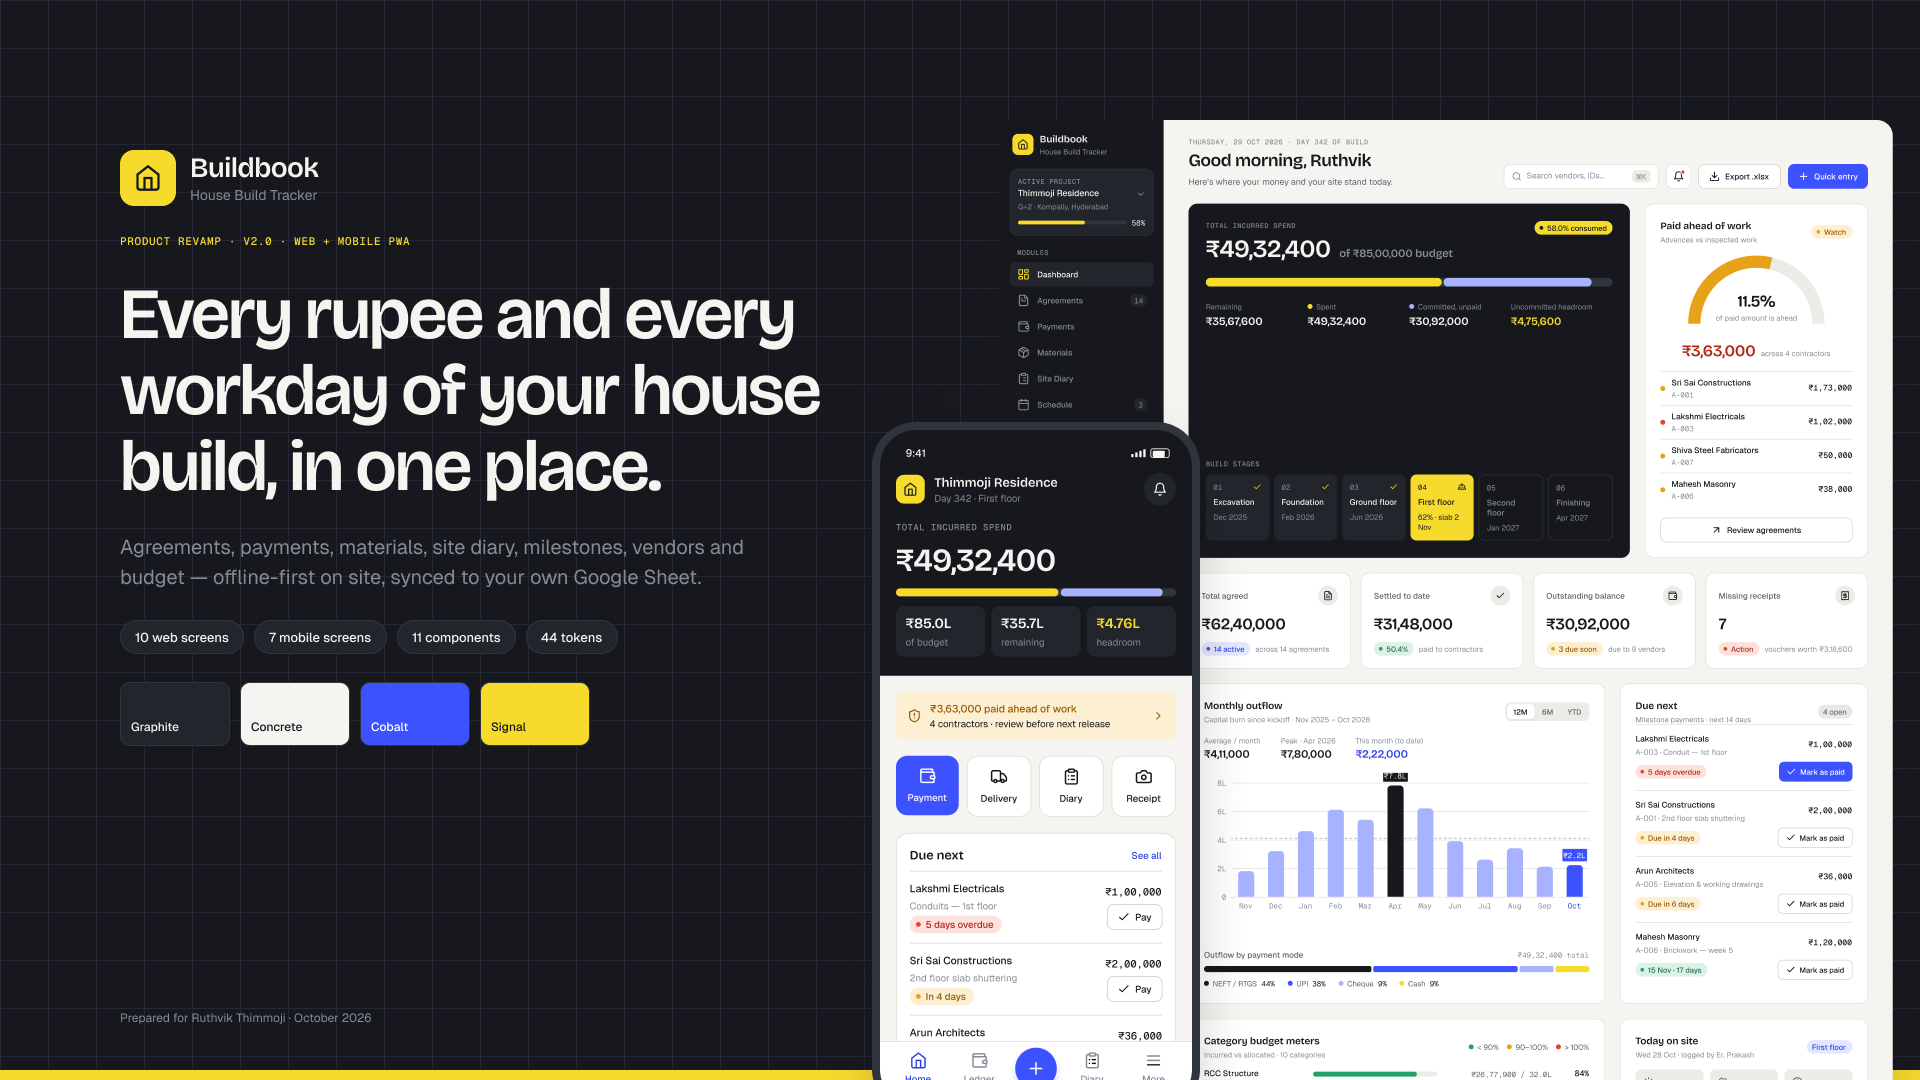 Buildbook
House Build Tracker
PRODUCT REVAMP · V2.0 · WEB + MOBILE PWA
Every rupee and every
workday of your house
build, in one place.
Agreements, payments, materials, site diary, milestones, vendors and
budget — offline-first on site, synced to your own Google Sheet.
10 web screens
7 mobile screens
11 components
44 tokens
Graphite
Concrete
Cobalt
Signal
Prepared for Ruthvik Thimmoji · October 2026
Buildbook
House Build Tracker
ACTIVE PROJECT
Thimmoji Residence
G+2 · Kompally, Hyderabad
58%
MODULES
Dashboard
Agreements 14
Payments
Materials
Site Diary
Schedule 3
THURSDAY, 29 OCT 2026 · DAY 342 OF BUILD
Good morning, Ruthvik
Here's where your money and your site stand today.
Search vendors, IDs... ⌘K
Export .xlsx
Quick entry
TOTAL INCURRED SPEND
58.0% consumed
₹49,32,400 of ₹85,00,000 budget
Remaining
₹35,67,600
Spent
₹49,32,400
Committed, unpaid
₹30,92,000
Uncommitted headroom
₹4,75,600
BUILD STAGES
01
Excavation
Dec 2025
02
Foundation
Feb 2026
03
Ground floor
Jun 2026
04
First floor
62% · slab 2
Nov
05
Second
floor
Jan 2027
06
Finishing
Apr 2027
Paid ahead of work
Advances vs inspected work
Watch
11.5%
of paid amount is ahead
₹3,63,000 across 4 contractors
Sri Sai Constructions
A-001
₹1,73,000
Lakshmi Electricals
A-003
₹1,02,000
Shiva Steel Fabricators
A-007
₹50,000
Mahesh Masonry
A-006
₹38,000
Review agreements
Total agreed
₹62,40,000
14 active across 14 agreements
Settled to date
₹31,48,000
50.4% paid to contractors
Outstanding balance
₹30,92,000
3 due soon due to 9 vendors
Missing receipts
7
Action vouchers worth ₹3,18,600
Monthly outflow
Capital burn since kickoff · Nov 2025 – Oct 2026
12M 6M YTD
Average / month
₹4,11,000
Peak · Apr 2026
₹7,80,000
This month (to date)
₹2,22,000
8L
6L
4L
2L
0
₹7.8L
₹2.2L
Nov Dec Jan Feb Mar Apr May Jun Jul Aug Sep Oct
Outflow by payment mode
₹49,32,400 total
NEFT / RTGS 44% UPI 38% Cheque 9% Cash 9%
Due next
Milestone payments · next 14 days
4 open
Lakshmi Electricals
A-003 · Conduit — 1st floor
₹1,00,000
5 days overdue
Mark as paid
Sri Sai Constructions
A-001 · 2nd floor slab shuttering
₹2,00,000
Due in 4 days
Mark as paid
Arun Architects
A-005 · Elevation & working drawings
₹36,000
Due in 6 days
Mark as paid
Mahesh Masonry
A-006 · Brickwork — week 5
₹1,20,000
15 Nov · 17 days
Mark as paid
Category budget meters
Incurred vs allocated · 10 categories
< 90% 90–100% > 100%
RCC Structure
₹26,77,900 / 32.0L 84%
Today on site
Wed 28 Oct · logged by Er. Prakash
First floor
9:41
Thimmoji Residence
Day 342 · First floor
TOTAL INCURRED SPEND
₹49,32,400
₹85.0L
of budget
₹35.7L
remaining
₹4.76L
headroom
₹3,63,000 paid ahead of work
4 contractors · review before next release
Payment
Delivery
Diary
Receipt
Due next
See all
Lakshmi Electricals
Conduits — 1st floor
5 days overdue
₹1,00,000
Pay
Sri Sai Constructions
2nd floor slab shuttering
In 4 days
₹2,00,000
Pay
Arun Architects
₹36,000
Home
Ledger
Diary
More